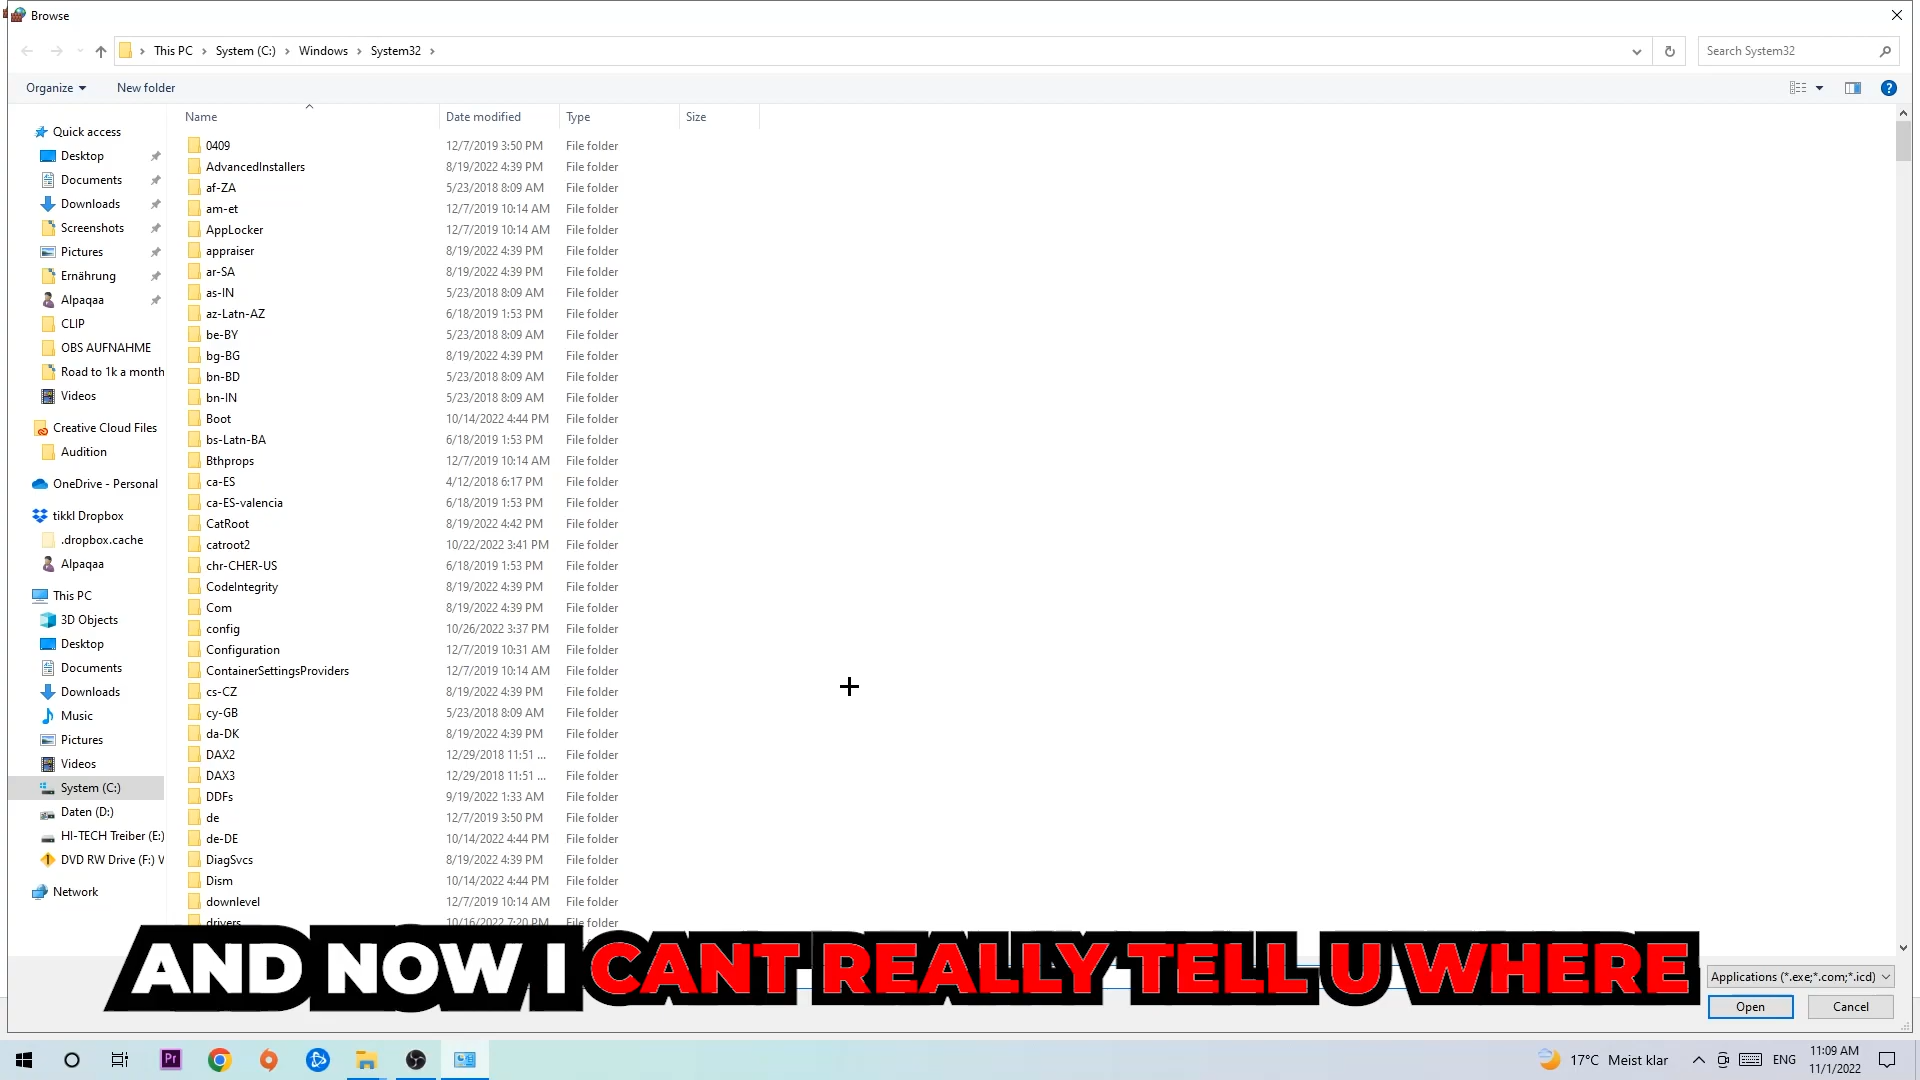 Browse
This PC > System (C:) > Windows > System32 >
Search System32
Organize
New folder
Name
Date modified
Type
Size
Quick access
Desktop
Documents
Downloads
Screenshots
Pictures
Ernährung
Alpaqaa
CLIP
OBS AUFNAHME
Road to 1k a month
Videos
Creative Cloud Files
Audition
OneDrive - Personal
tikkl Dropbox
.dropbox.cache
Alpaqaa
This PC
3D Objects
Desktop
Documents
Downloads
Music
Pictures
Videos
System (C:)
Daten (D:)
HI-TECH Treiber (E:)
DVD RW Drive (F:) V
Network
0409 12/7/2019 3:50 PM File folder
AdvancedInstallers 8/19/2022 4:39 PM File folder
af-ZA 5/23/2018 8:09 AM File folder
am-et 12/7/2019 10:14 AM File folder
AppLocker 12/7/2019 10:14 AM File folder
appraiser 8/19/2022 4:39 PM File folder
ar-SA 8/19/2022 4:39 PM File folder
as-IN 5/23/2018 8:09 AM File folder
az-Latn-AZ 6/18/2019 1:53 PM File folder
be-BY 5/23/2018 8:09 AM File folder
bg-BG 8/19/2022 4:39 PM File folder
bn-BD 5/23/2018 8:09 AM File folder
bn-IN 5/23/2018 8:09 AM File folder
Boot 10/14/2022 4:44 PM File folder
bs-Latn-BA 6/18/2019 1:53 PM File folder
Bthprops 12/7/2019 10:14 AM File folder
ca-ES 4/12/2018 6:17 PM File folder
ca-ES-valencia 6/18/2019 1:53 PM File folder
CatRoot 8/19/2022 4:42 PM File folder
catroot2 10/22/2022 3:41 PM File folder
chr-CHER-US 6/18/2019 1:53 PM File folder
CodeIntegrity 8/19/2022 4:39 PM File folder
Com 8/19/2022 4:39 PM File folder
config 10/26/2022 3:37 PM File folder
Configuration 12/7/2019 10:31 AM File folder
ContainerSettingsProviders 12/7/2019 10:14 AM File folder
cs-CZ 8/19/2022 4:39 PM File folder
cy-GB 5/23/2018 8:09 AM File folder
da-DK 8/19/2022 4:39 PM File folder
DAX2 12/29/2018 11:51 ... File folder
DAX3 12/29/2018 11:51 ... File folder
DDFs 9/19/2022 1:33 AM File folder
de 12/7/2019 3:50 PM File folder
de-DE 10/14/2022 4:44 PM File folder
DiagSvcs 8/19/2022 4:39 PM File folder
Dism 10/14/2022 4:44 PM File folder
downlevel 12/7/2019 10:14 AM File folder
drivers 10/16/2022 7:20 PM File folder
AND NOW I CANT REALLY TELL U WHERE
Applications (*.exe;*.com;*.icd)
Open
Cancel
Pr
17°C Meist klar
ENG
11:09 AM
11/1/2022